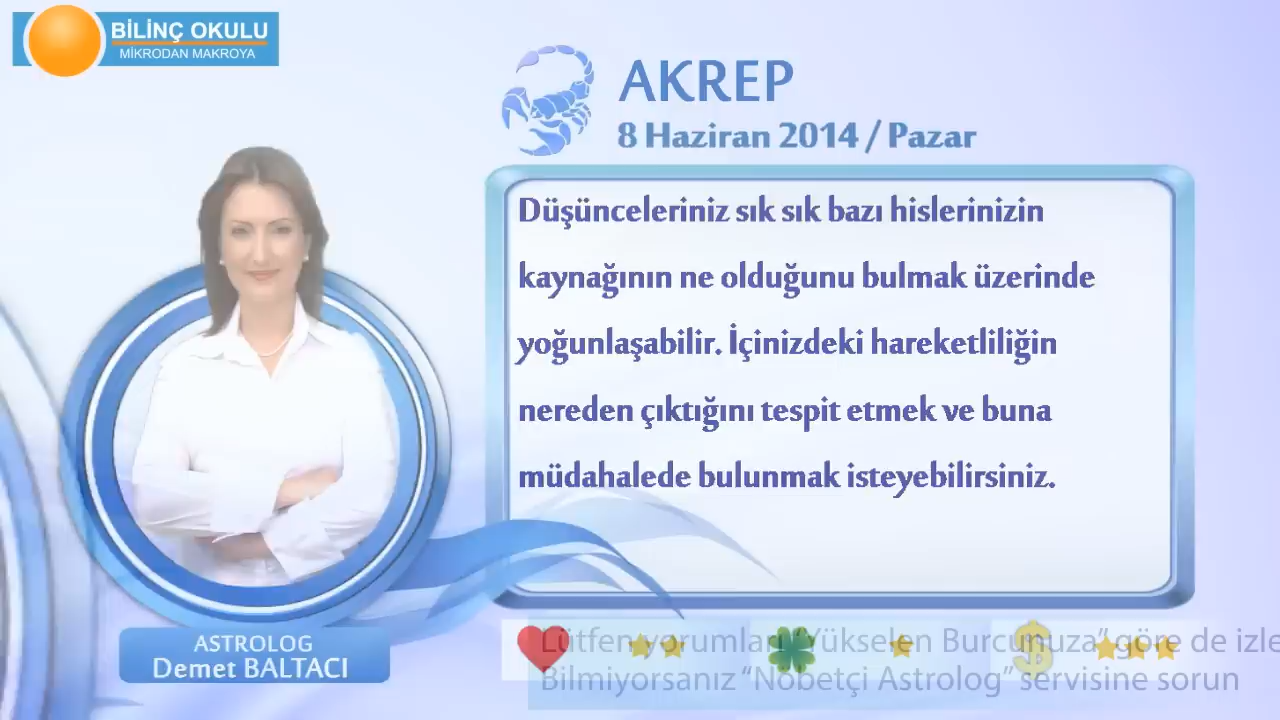 BİLİNÇ OKULU
MİKRODAN MAKROYA
AKREP
8 Haziran 2014 / Pazar
Düşünceleriniz sık sık bazı hislerinizin
kaynağının ne olduğunu bulmak üzerinde
yoğunlaşabilir. İçinizdeki hareketliliğin
nereden çıktığını tespit etmek ve buna
müdahalede bulunmak isteyebilirsiniz.
ASTROLOG
Demet BALTACI
Lütfen yorumları "Yükselen Burcunuza" göre de izle
Bilmiyorsanız "Nöbetçi Astrolog" servisine sorun